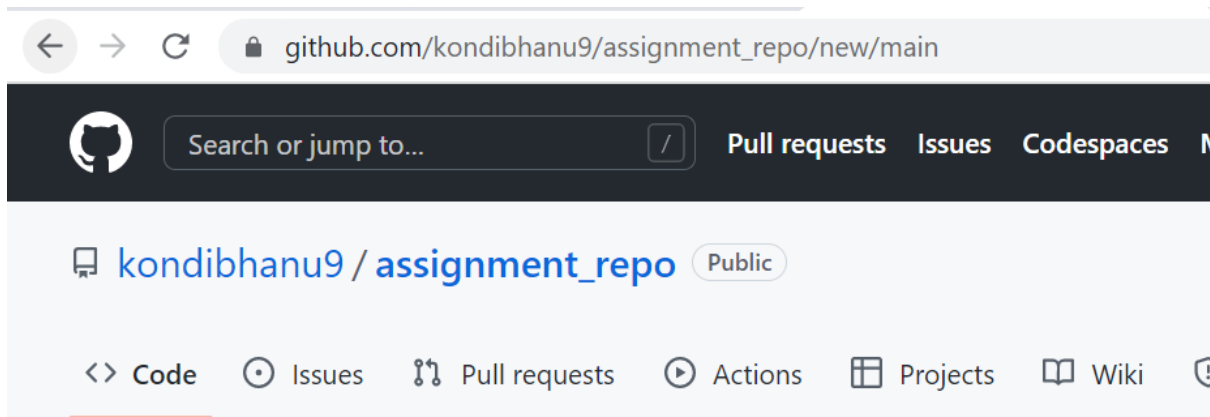 github.com/kondibhanu9/assignment_repo/new/main
Search or jump to... / Pull requests Issues Codespaces
kondibhanu9 / assignment_repo Public
<> Code Issues Pull requests Actions Projects Wiki